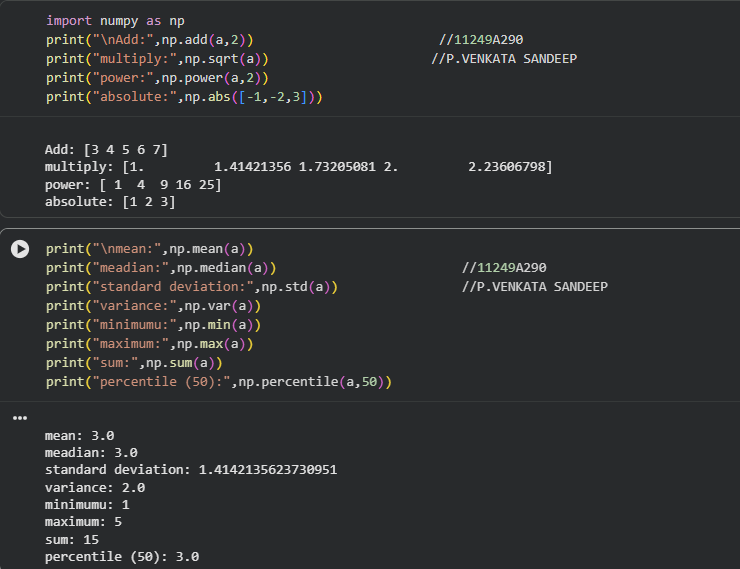 import numpy as np
print("\nAdd:",np.add(a,2)) //11249A290
print("multiply:",np.sqrt(a)) //P.VENKATA SANDEEP
print("power:",np.power(a,2))
print("absolute:",np.abs([-1,-2,3]))
Add: [3 4 5 6 7]
multiply: [1. 1.41421356 1.73205081 2. 2.23606798]
power: [ 1 4 9 16 25]
absolute: [1 2 3]
print("\nmean:",np.mean(a))
print("meadian:",np.median(a)) //11249A290
print("standard deviation:",np.std(a)) //P.VENKATA SANDEEP
print("variance:",np.var(a))
print("minimumu:",np.min(a))
print("maximum:",np.max(a))
print("sum:",np.sum(a))
print("percentile (50):",np.percentile(a,50))
mean: 3.0
meadian: 3.0
standard deviation: 1.4142135623730951
variance: 2.0
minimumu: 1
maximum: 5
sum: 15
percentile (50): 3.0